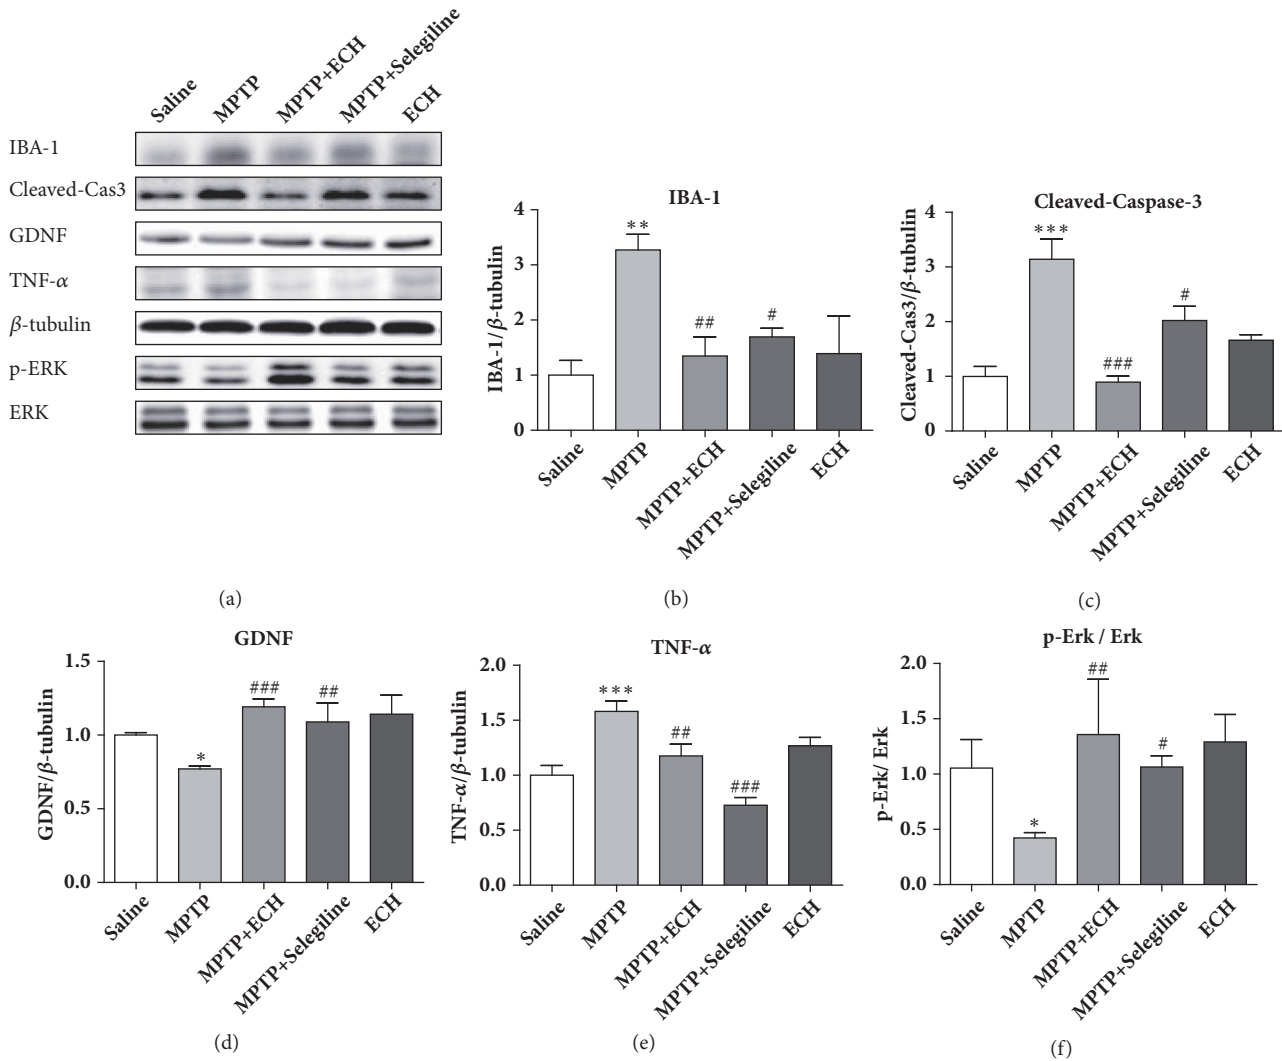 Saline
MPTP
MPTP+ECH
MPTP+Selegiline
ECH
IBA-1
Cleaved-Cas3
GDNF
TNF-α
β-tubulin
p-ERK
ERK
(a)
IBA-1
IBA-1/β-tubulin
4
3
2
1
0
**
##
#
Saline
MPTP
MPTP+ECH
MPTP+Selegiline
ECH
(b)
Cleaved-Caspase-3
Cleaved-Cas3/β-tubulin
4
3
2
1
0
***
###
#
Saline
MPTP
MPTP+ECH
MPTP+Selegiline
ECH
(c)
GDNF
GDNF/β-tubulin
1.5
1.0
0.5
0.0
*
###
##
Saline
MPTP
MPTP+ECH
MPTP+Selegiline
ECH
(d)
TNF-α
TNF-α/β-tubulin
2.0
1.5
1.0
0.5
0.0
***
##
###
Saline
MPTP
MPTP+ECH
MPTP+Selegiline
ECH
(e)
p-Erk / Erk
p-Erk/ Erk
2.0
1.5
1.0
0.5
0.0
*
##
#
Saline
MPTP
MPTP+ECH
MPTP+Selegiline
ECH
(f)